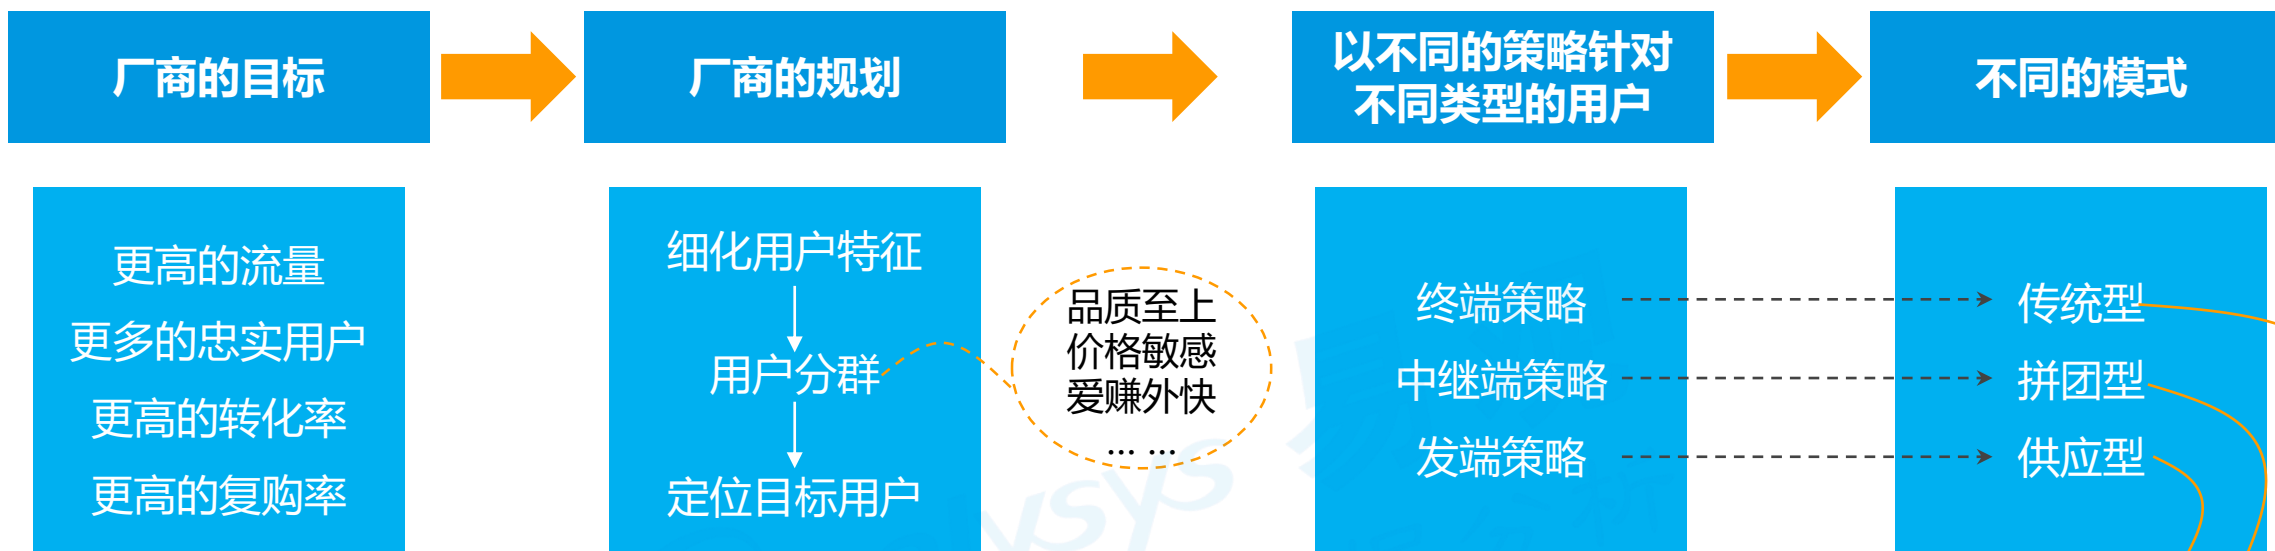 厂商的目标
厂商的规划
以不同的策略针对
不同类型的用户
不同的模式
更高的流量
更多的忠实用户
更高的转化率
更高的复购率
细化用户特征
用户分群
定位目标用户
品质至上
价格敏感
爱赚外快
... ...
终端策略
中继端策略
发端策略
传统型
拼团型
供应型